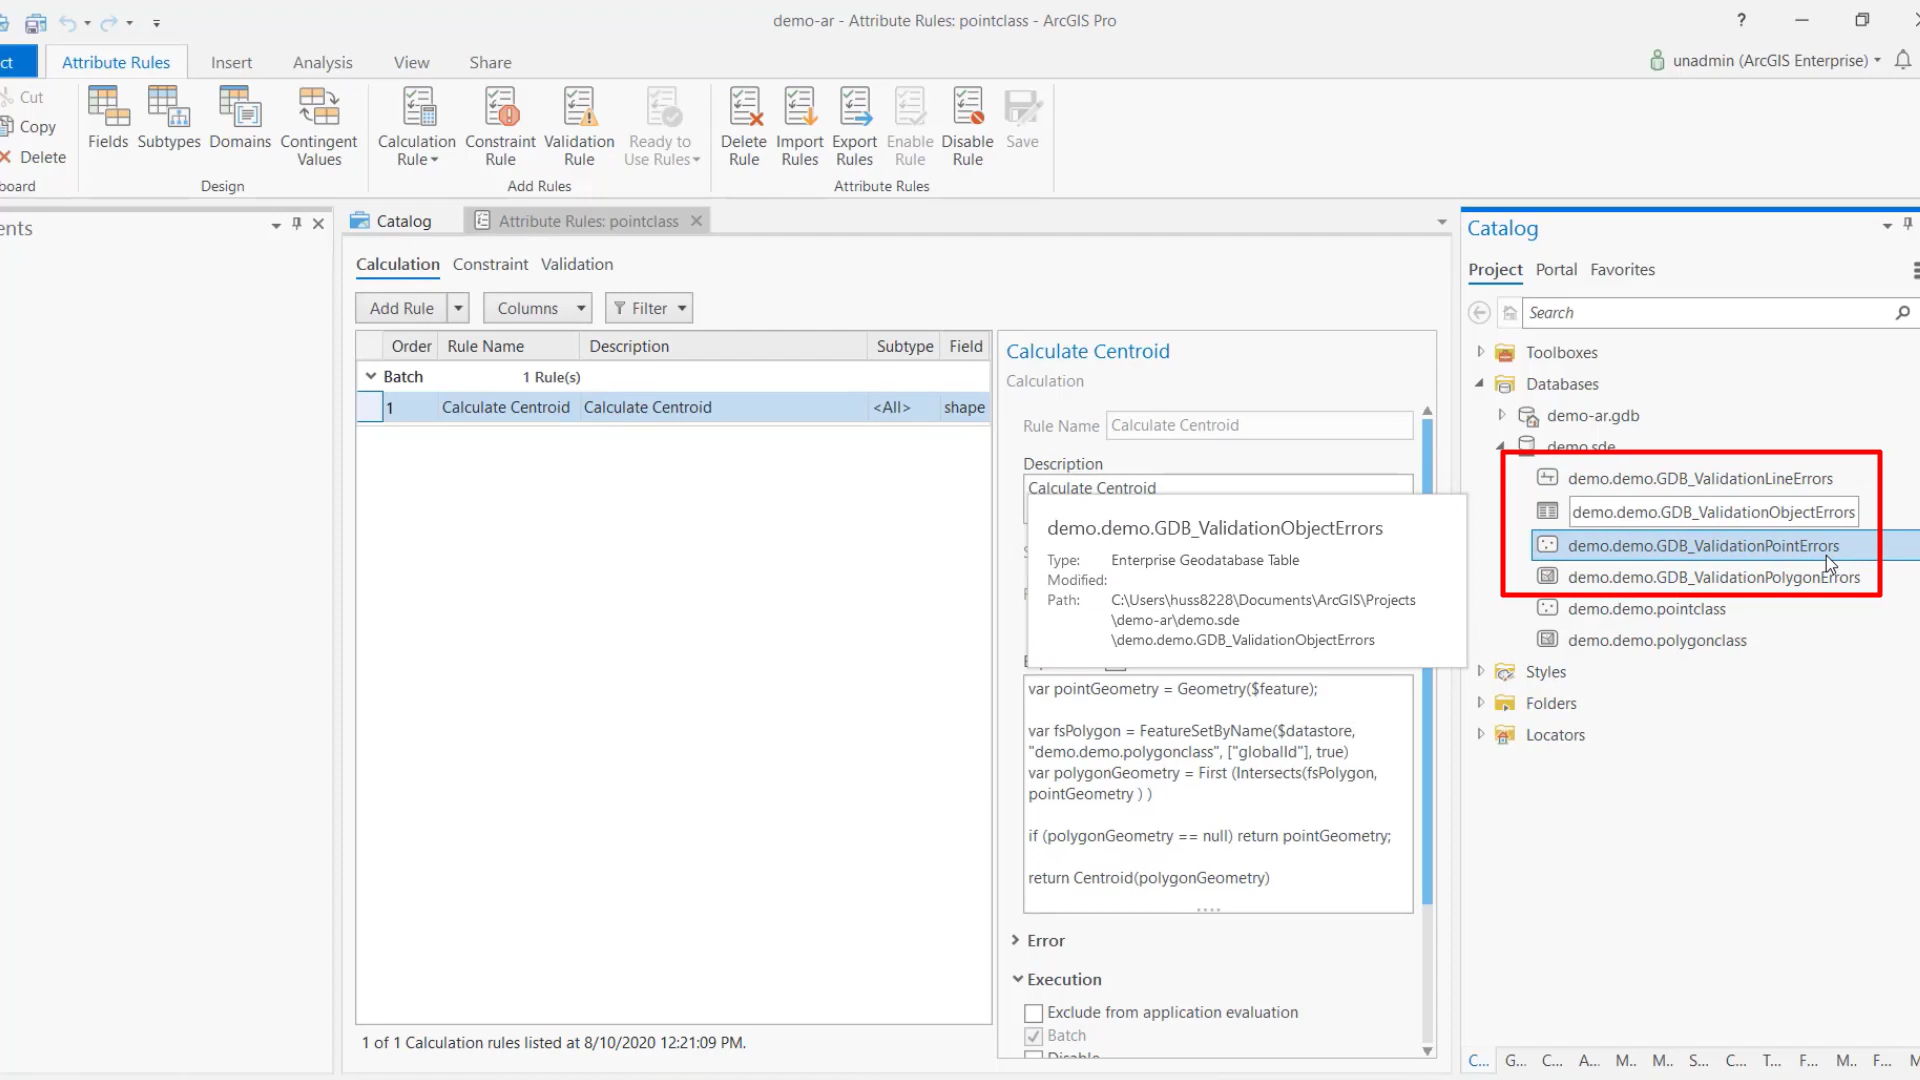 demo-ar - Attribute Rules: pointclass - ArcGIS Pro
?
ct
Attribute Rules
Insert
Analysis
View
Share
unadmin (ArcGIS Enterprise)
Cut
Copy
Delete
board
Fields
Subtypes
Domains
Contingent
Values
Design
Calculation
Rule
Constraint
Rule
Validation
Rule
Ready to
Use Rules
Add Rules
Delete
Rule
Import
Rules
Export
Rules
Enable
Rule
Disable
Rule
Save
Attribute Rules
ents
Catalog
Attribute Rules: pointclass
Calculation Constraint Validation
Add Rule
Columns
Filter
Order Rule Name Description Subtype Field
Batch 1 Rule(s)
1 Calculate Centroid Calculate Centroid <All> shape
1 of 1 Calculation rules listed at 8/10/2020 12:21:09 PM.
Calculate Centroid
Calculation
Rule Name Calculate Centroid
Description
Calculate Centroid
demo.demo.GDB_ValidationObjectErrors
Type: Enterprise Geodatabase Table
Modified:
Path: C:\Users\huss8228\Documents\ArcGIS\Projects
\demo-ar\demo.sde
\demo.demo.GDB_ValidationObjectErrors
var pointGeometry = Geometry($feature);
var fsPolygon = FeatureSetByName($datastore,
"demo.demo.polygonclass", ["globalId"], true)
var polygonGeometry = First (Intersects(fsPolygon,
pointGeometry ) )
if (polygonGeometry == null) return pointGeometry;
return Centroid(polygonGeometry)
Error
Execution
Exclude from application evaluation
Batch
Disable
Catalog
Project Portal Favorites
Search
Toolboxes
Databases
demo-ar.gdb
demo.sde
demo.demo.GDB_ValidationLineErrors
demo.demo.GDB_ValidationObjectErrors
demo.demo.GDB_ValidationPointErrors
demo.demo.GDB_ValidationPolygonErrors
demo.demo.pointclass
demo.demo.polygonclass
Styles
Folders
Locators
C... G... C... A... M... M... S... C... T... F... M... F... M